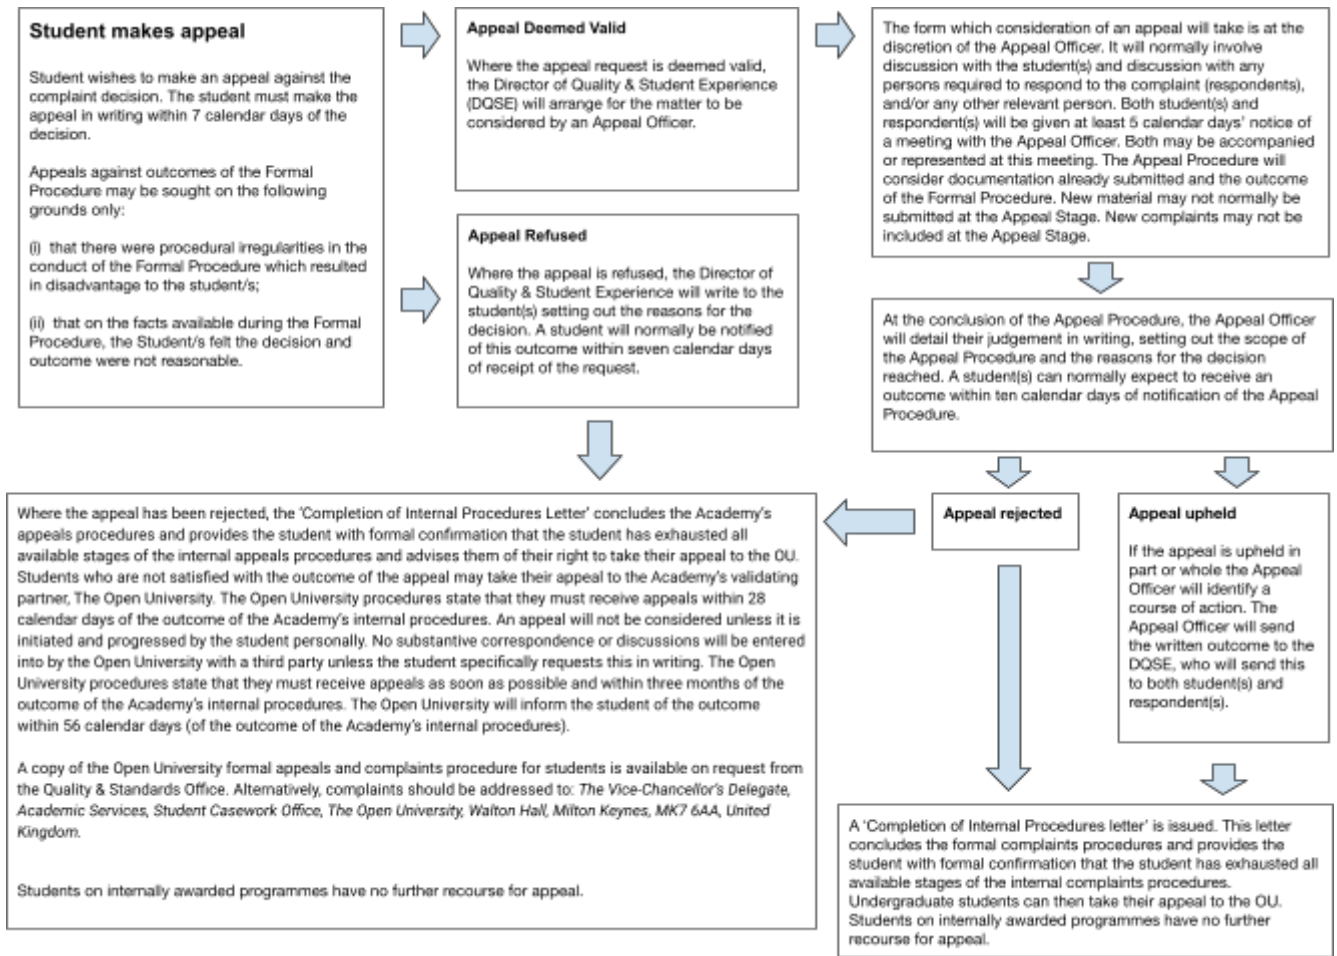 Student makes appeal
Student wishes to make an appeal against the
complaint decision. The student must make the
appeal in writing within 7 calendar days of the
decision.
Appeals against outcomes of the Formal
Procedure may be sought on the following
grounds only:
(i)  that there were procedural irregularities in the
conduct of the Formal Procedure which resulted
in disadvantage to the student/s;
(ii)  that on the facts available during the Formal
Procedure, the Student/s felt the decision and
outcome were not reasonable.
Appeal Deemed Valid
Where the appeal request is deemed valid,
the Director of Quality & Student Experience
(DQSE) will arrange for the matter to be
considered by an Appeal Officer.
Appeal Refused
Where the appeal is refused, the Director of
Quality & Student Experience will write to the
student(s) setting out the reasons for the
decision. A student will normally be notified
of this outcome within seven calendar days
of receipt of the request.
The form which consideration of an appeal will take is at the
discretion of the Appeal Officer. It will normally involve
discussion with the student(s) and discussion with any
persons required to respond to the complaint (respondents),
and/or any other relevant person. Both student(s) and
respondent(s) will be given at least 5 calendar days' notice of
a meeting with the Appeal Officer. Both may be accompanied
or represented at this meeting. The Appeal Procedure will
consider documentation already submitted and the outcome
of the Formal Procedure. New material may not normally be
submitted at the Appeal Stage. New complaints may not be
included at the Appeal Stage.
At the conclusion of the Appeal Procedure, the Appeal Officer
will detail their judgement in writing, setting out the scope of
the Appeal Procedure and the reasons for the decision
reached. A student(s) can normally expect to receive an
outcome within ten calendar days of notification of the Appeal
Procedure.
Appeal rejected
Appeal upheld
If the appeal is upheld in
part or whole the Appeal
Officer will identify a
course of action. The
Appeal Officer will send
the written outcome to the
DQSE, who will send this
to both student(s) and
respondent(s).
Where the appeal has been rejected, the 'Completion of Internal Procedures Letter' concludes the Academy's
appeals procedures and provides the student with formal confirmation that the student has exhausted all
available stages of the internal appeals procedures and advises them of their right to take their appeal to the OU.
Students who are not satisfied with the outcome of the appeal may take their appeal to the Academy's validating
partner, The Open University. The Open University procedures state that they must receive appeals within 28
calendar days of the outcome of the Academy's internal procedures. An appeal will not be considered unless it is
initiated and progressed by the student personally. No substantive correspondence or discussions will be entered
into by the Open University with a third party unless the student specifically requests this in writing. The Open
University procedures state that they must receive appeals as soon as possible and within three months of the
outcome of the Academy's internal procedures. The Open University will inform the student of the outcome
within 56 calendar days (of the outcome of the Academy's internal procedures).
A copy of the Open University formal appeals and complaints procedure for students is available on request from
the Quality & Standards Office. Alternatively, complaints should be addressed to: The Vice-Chancellor's Delegate,
Academic Services, Student Casework Office, The Open University, Walton Hall, Milton Keynes, MK7 6AA, United
Kingdom.
Students on internally awarded programmes have no further recourse for appeal.
A 'Completion of Internal Procedures letter' is issued. This letter
concludes the formal complaints procedures and provides the
student with formal confirmation that the student has exhausted all
available stages of the internal complaints procedures.
Undergraduate students can then take their appeal to the OU.
Students on internally awarded programmes have no further
recourse for appeal.